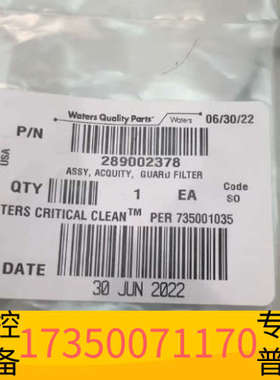 Waters Quality Parts™ Waters 06/30/22
P/N
289002378
ASSY, ACQUITY, GUARD FILTER
USA
QTY 1 EA Code SO
TERS CRITICAL CLEAN™ PER 735001035
DATE 30 JUN 2022
控 17350071170 专
备 普